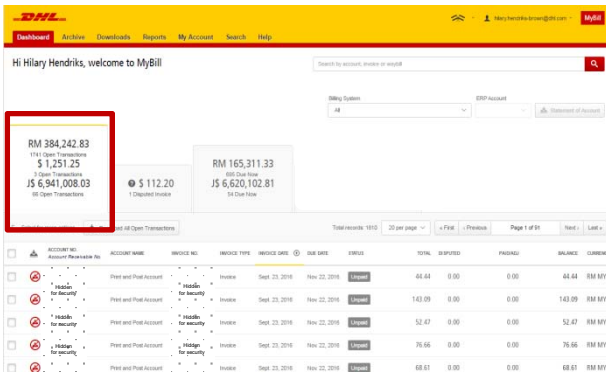 DHL
hilary.hendriks-brown@dhl.com
MyBill
Dashboard Archive Downloads Reports My Account Search Help
Hi Hilary Hendriks, welcome to MyBill
Search by account, invoice or waybill
Billing System
ERP Account
All
Statement of Account
RM 384,242.83
1741 Open Transactions
$ 1,251.25
3 Open Transactions
J$ 6,941,008.03
$ 112.20
1 Disputed Invoice
RM 165,311.33
Due Now
J$ 6,620,102.81
54 Due Now
All Open Transactions
Total records: 1810 20 per page « First ‹ Previous Page 1 of 91 Next › Last »
ACCOUNT NO. Account Receivable No. ACCOUNT NAME INVOICE NO. INVOICE TYPE INVOICE DATE DUE DATE STATUS TOTAL DISPUTED PAID/ADJ BALANCE
Hidden for Security Print and Post Account Hidden for Security Invoice Sept. 23, 2016 Nov 22, 2016 Unpaid 44.44 0.00 0.00 44.44 RM MY
Hidden for security Print and Post Account Hidden for security Invoice Sept. 23, 2016 Nov 22, 2016 Unpaid 143.09 0.00 0.00 143.09 RM MY
Hidden for security Print and Post Account Hidden for security Invoice Sept. 23, 2016 Nov 22, 2016 Unpaid 52.47 0.00 0.00 52.47 RM MY
Hidden for security Print and Post Account Hidden for security Invoice Sept. 23, 2016 Nov 22, 2016 Unpaid 76.66 0.00 0.00 76.66 RM MY
Print and Post Account Invoice Sept. 23, 2016 Nov 22, 2016 Unpaid 68.61 0.00 0.00 68.61 RM MY